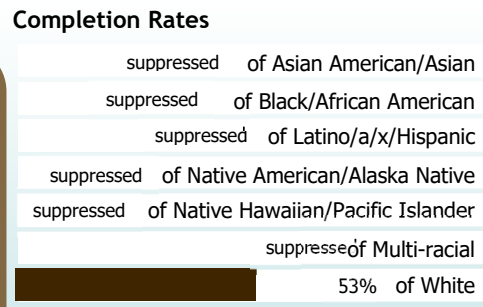 Completion Rates
suppressed of Asian American/Asian
suppressed of Black/African American
suppressed of Latino/a/x/Hispanic
suppressed of Native American/Alaska Native
suppressed of Native Hawaiian/Pacific Islander
suppresseof Multi-racial
53% of White